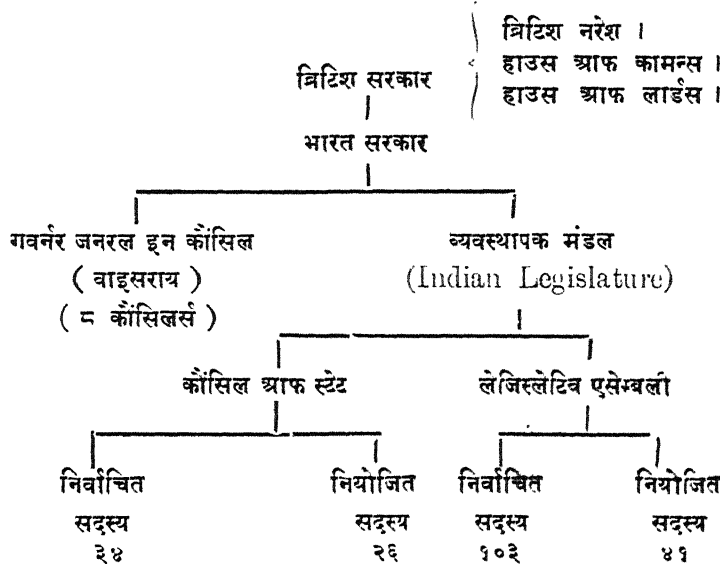 ब्रिटिश नरेश ।
हाउस आफ कामन्स ।
हाउस आफ लार्डस ।
ब्रिटिश सरकार
भारत सरकार
गवर्नर जनरल इन कौंसिल
( वाइसराय )
( ८ कौंसिलर्स )
व्यवस्थापक मंडल
(Indian Legislature)
कौंसिल आफ स्टेट
लेजिस्लेटिव एसेम्बली
निर्वाचित
सदस्य
३४
नियोजित
सदस्य
२६
निर्वाचित
सदस्य
१०३
नियोजित
सदस्य
४१